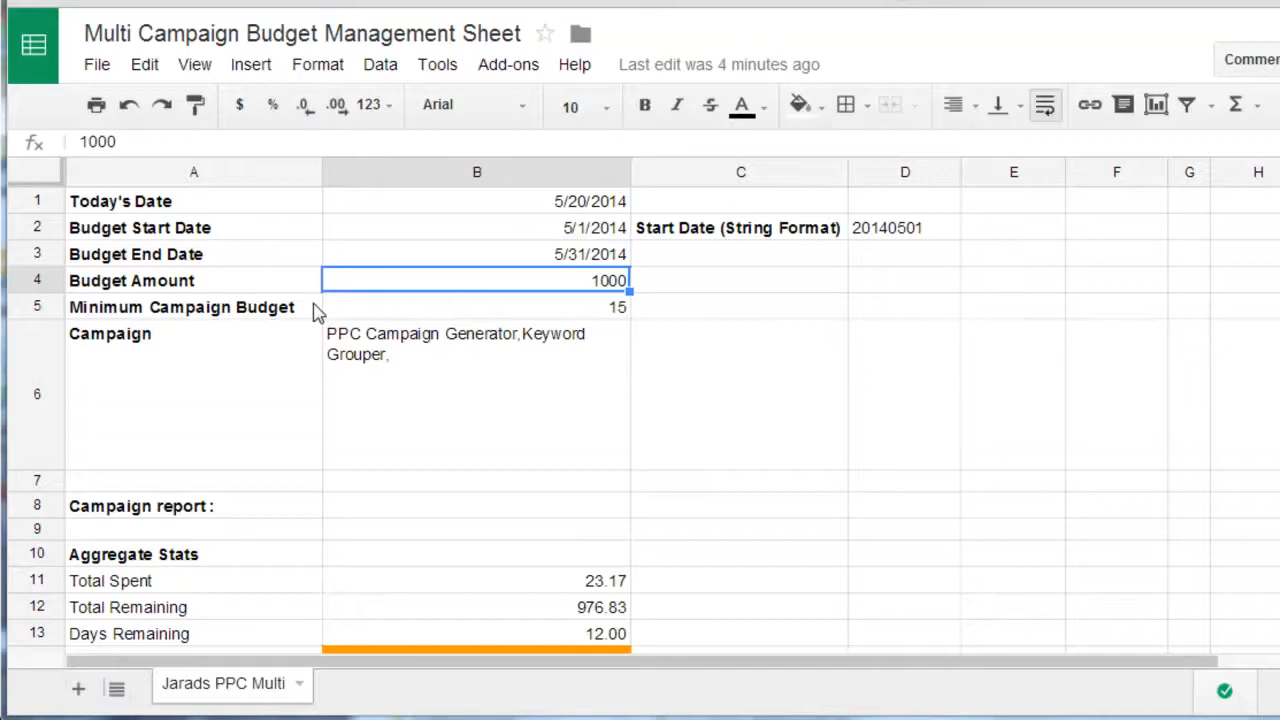 Multi Campaign Budget Management Sheet
File Edit View Insert Format Data Tools Add-ons Help Last edit was 4 minutes ago
$ % .0 .00 123 Arial 10 B I S A Σ
fx 1000
A B C D E F G H
1 Today's Date 5/20/2014
2 Budget Start Date 5/1/2014 Start Date (String Format) 20140501
3 Budget End Date 5/31/2014
4 Budget Amount 1000
5 Minimum Campaign Budget 15
6 Campaign PPC Campaign Generator,Keyword
Grouper,
7
8 Campaign report:
9
10 Aggregate Stats
11 Total Spent 23.17
12 Total Remaining 976.83
13 Days Remaining 12.00
+ Jarads PPC Multi